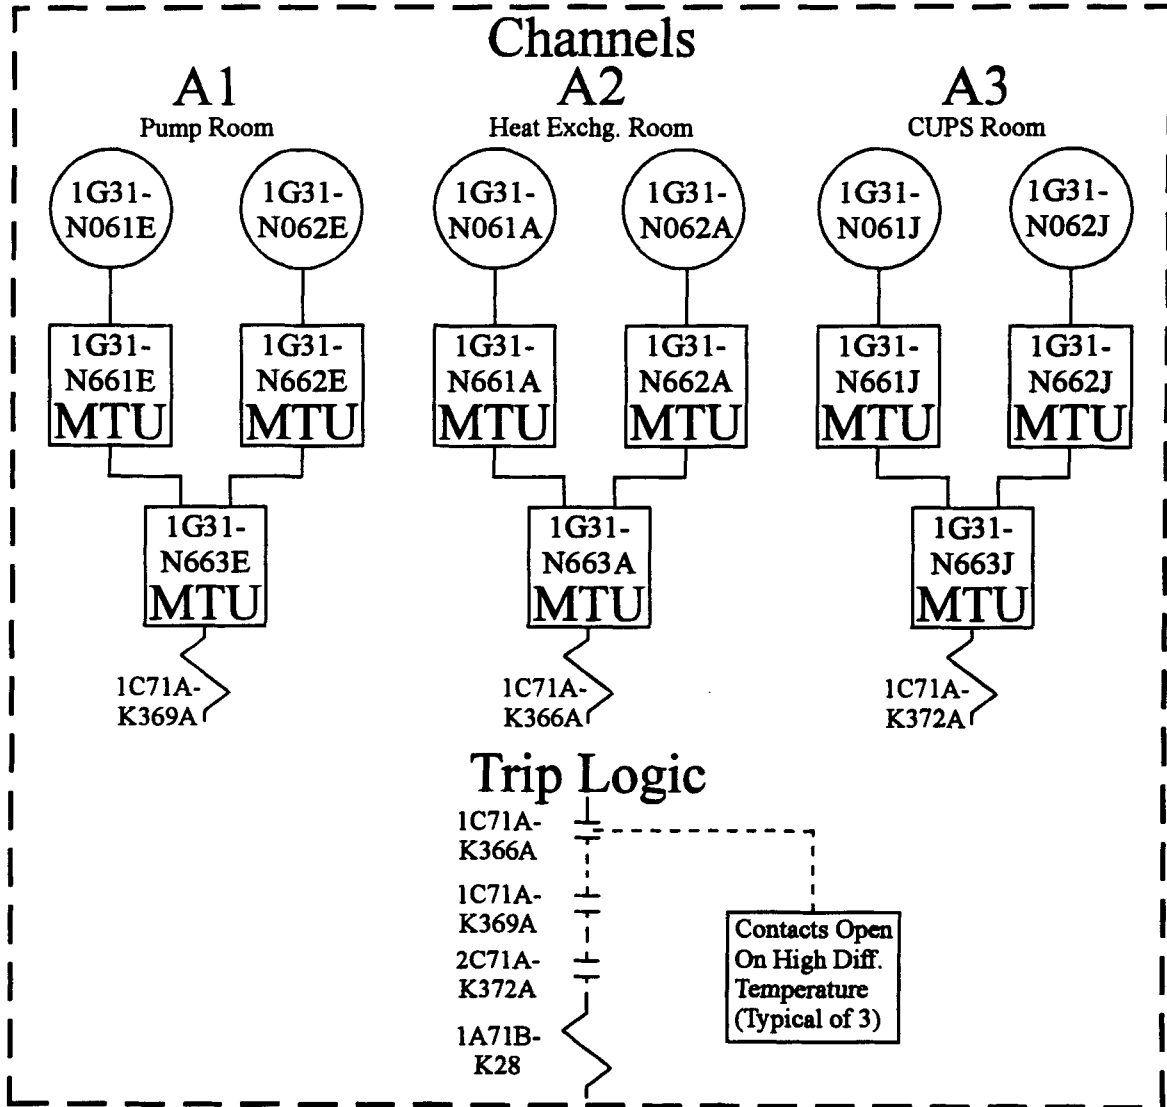 Channels
A1
Pump Room
A2
Heat Exchg. Room
A3
CUPS Room
1G31-
N061E
1G31-
N062E
1G31-
N061A
1G31-
N062A
1G31-
N061J
1G31-
N062J
1G31-
N661E
MTU
1G31-
N662E
MTU
1G31-
N661A
MTU
1G31-
N662A
MTU
1G31-
N661J
MTU
1G31-
N662J
MTU
1G31-
N663E
MTU
1G31-
N663A
MTU
1G31-
N663J
MTU
1C71A-
K369A
1C71A-
K366A
1C71A-
K372A
Trip Logic
1C71A-
K366A
1C71A-
K369A
2C71A-
K372A
1A71B-
K28
Contacts Open
On High Diff.
Temperature
(Typical of 3)